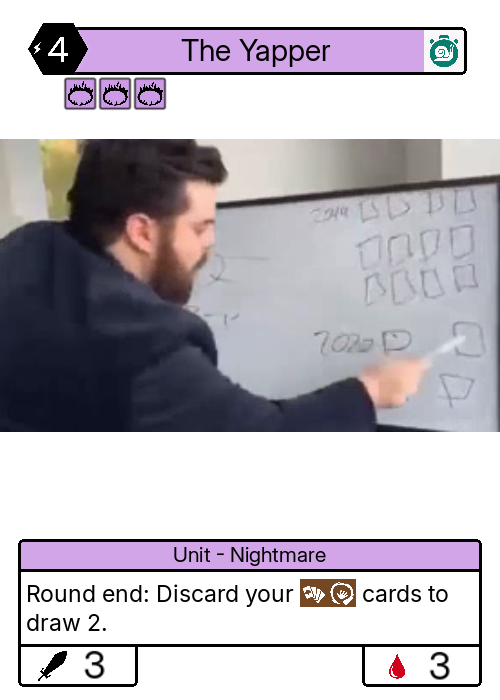 4
The Yapper
2019
2020
Unit - Nightmare
Round end: Discard your cards to
draw 2.
3
3